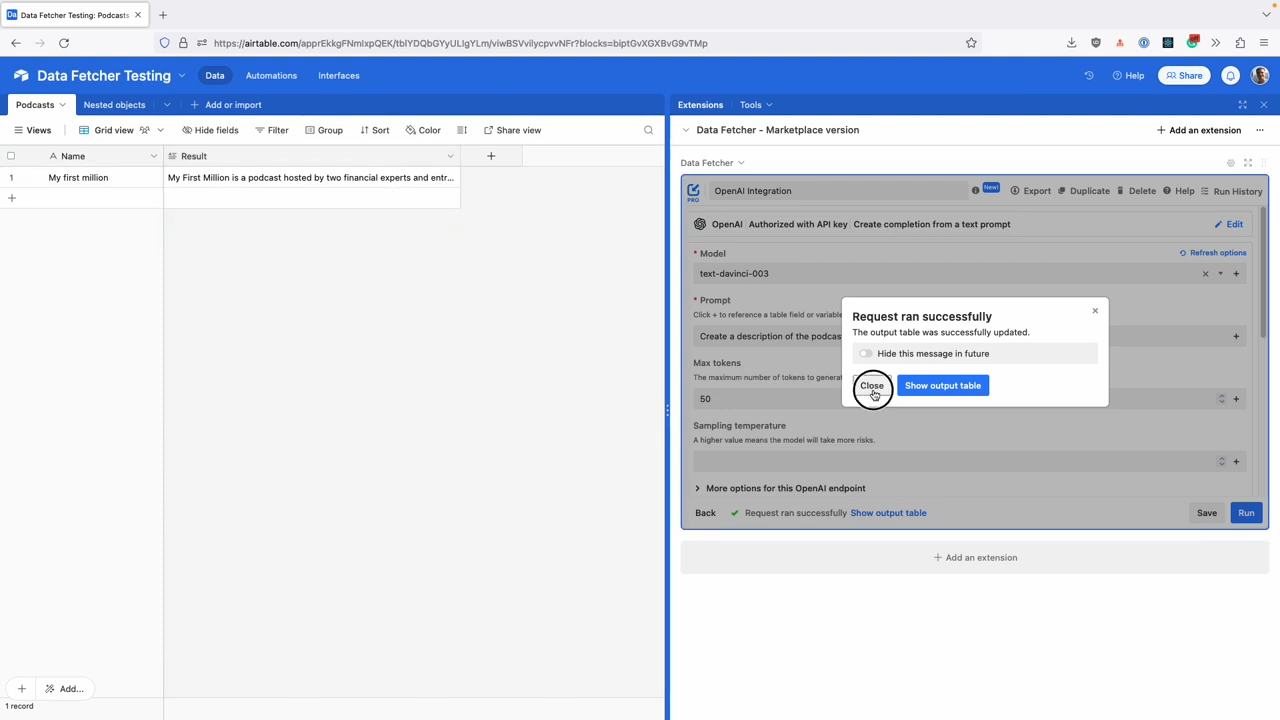 Data Fetcher Testing: Podcasts
https://airtable.com/apprEkkgFNmIxpQEK/tblYDQbGYyULIgYLm/viwBSVvilycpvvNFr?blocks=biptGvXGXBvG9vTMp
Data Fetcher Testing Data Automations Interfaces Help Share
Podcasts Nested objects Add or import Extensions Tools
Views Grid view Hide fields Filter Group Sort Color Share view
Data Fetcher - Marketplace version Add an extension
Name Result
Data Fetcher
1 My first million My First Million is a podcast hosted by two financial experts and entr...
PRO OpenAI Integration New! Export Duplicate Delete Help Run History
OpenAI Authorized with API key Create completion from a text prompt Edit
* Model Refresh options
text-davinci-003
* Prompt
Click + to reference a table field or variable
Create a description of the podcas
Max tokens
The maximum number of tokens to generat
50
Request ran successfully
The output table was successfully updated.
Hide this message in future
Close Show output table
Sampling temperature
A higher value means the model will take more risks.
More options for this OpenAI endpoint
Back Request ran successfully Show output table Save Run
Add an extension
Add...
1 record